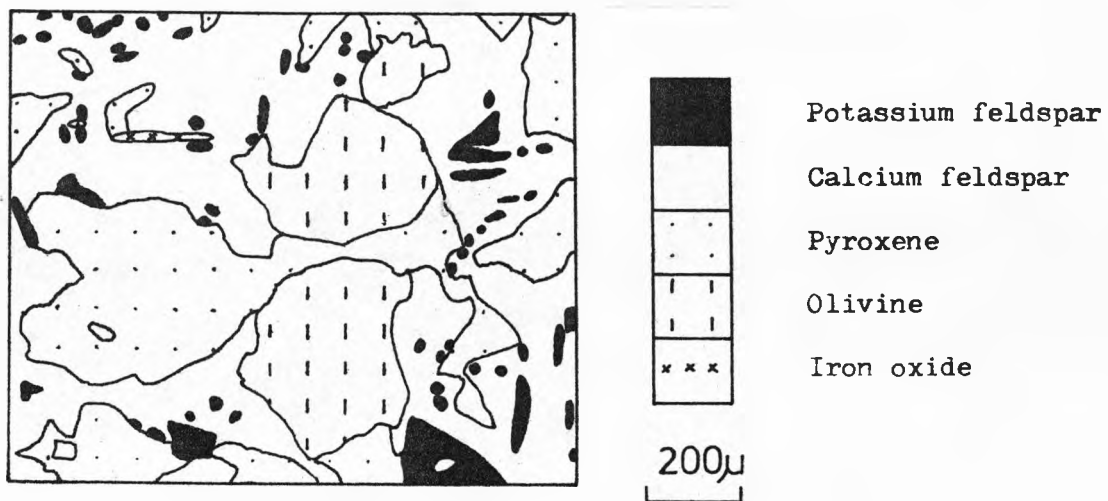 Potassium feldspar
Calcium feldspar
Pyroxene
Olivine
Iron oxide
200μ